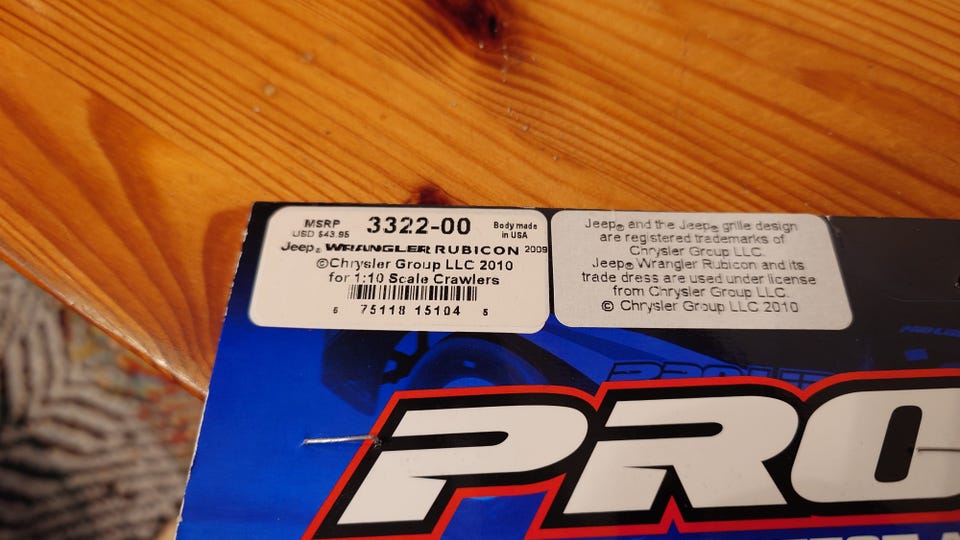 MSRP 3322-00 Body made
USD $43.95 in USA
Jeep® WRANGLER RUBICON 2009
©Chrysler Group LLC 2010
for 1:10 Scale Crawlers
6 75118 15104 5
Jeep® and the Jeep® grille design
are registered trademarks of
Chrysler Group LLC.
Jeep® Wrangler Rubicon and its
trade dress are used under license
from Chrysler Group LLC.
© Chrysler Group LLC 2010
PRO